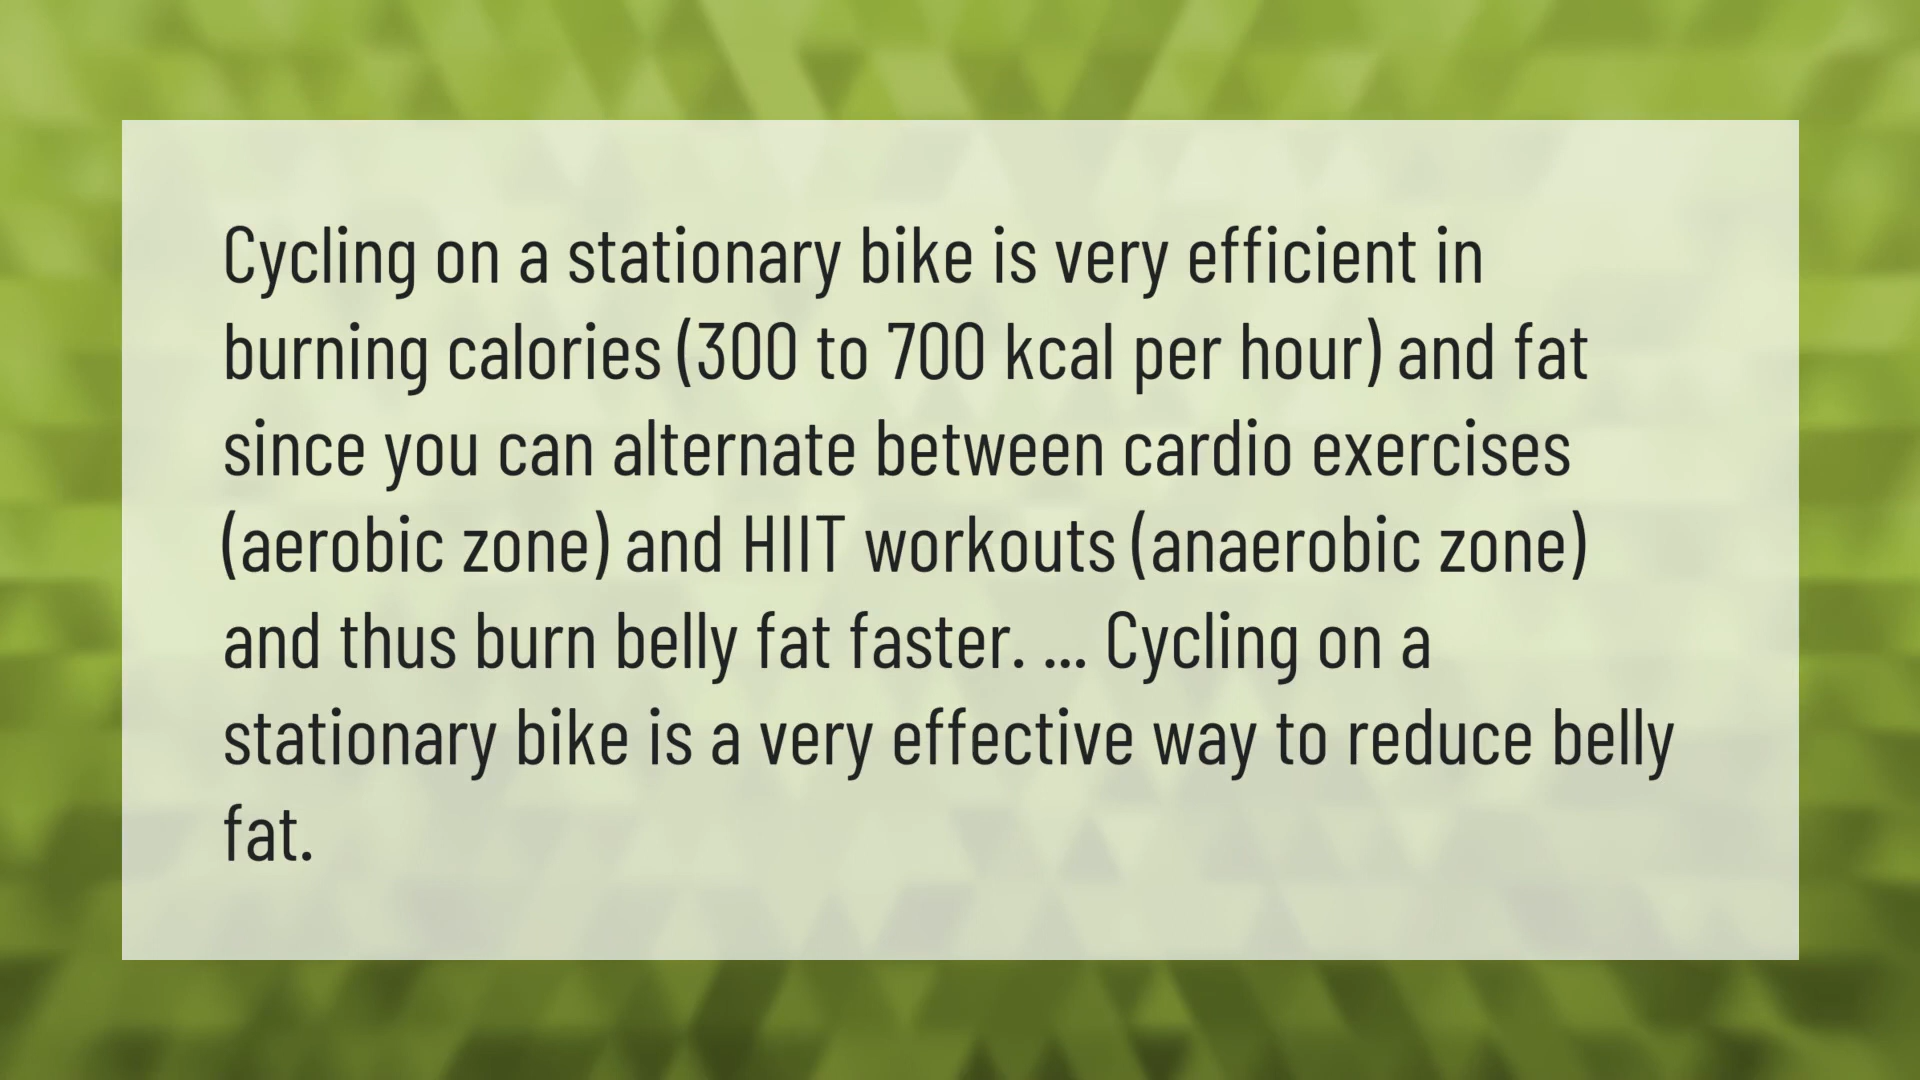 Cycling on a stationary bike is very efficient in
burning calories (300 to 700 kcal per hour) and fat
since you can alternate between cardio exercises
(aerobic zone) and HIIT workouts (anaerobic zone)
and thus burn belly fat faster. ... Cycling on a
stationary bike is a very effective way to reduce belly
fat.